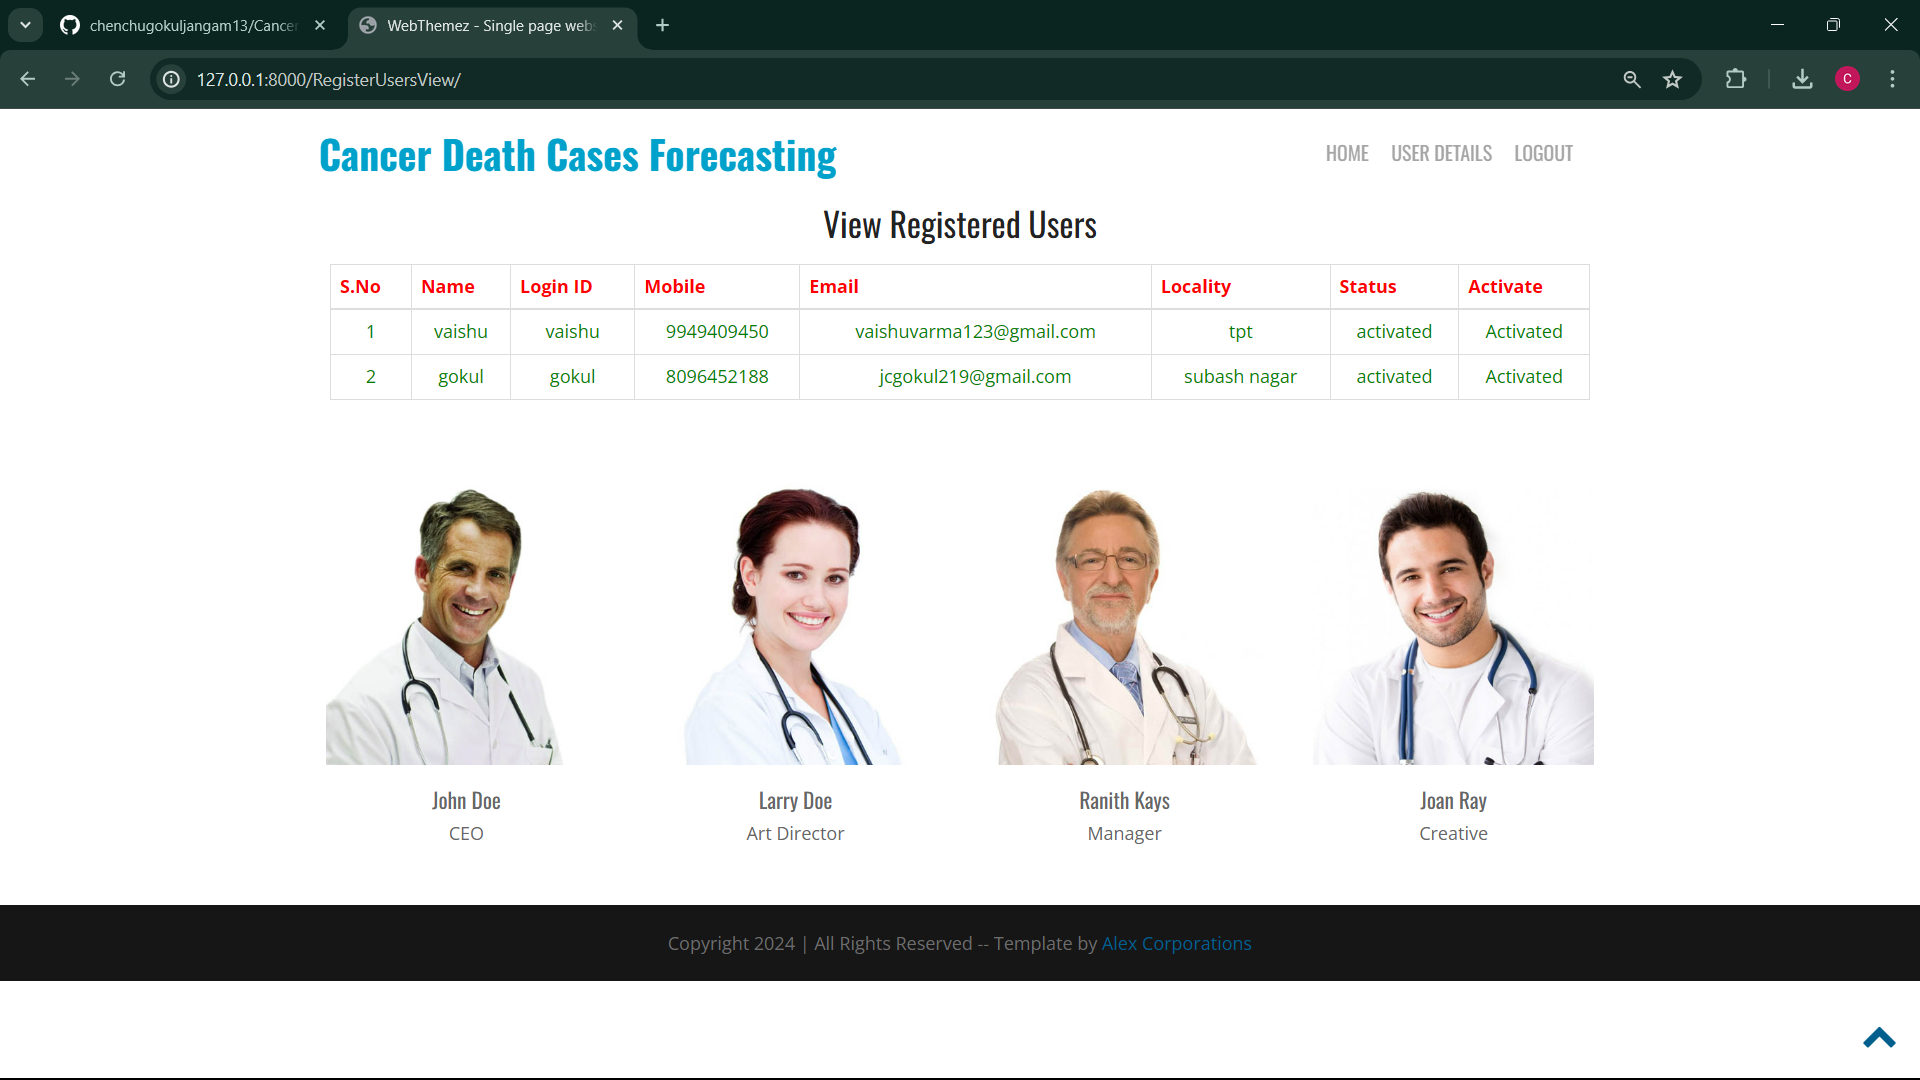 chenchugokuljangam13/Cancer
WebThemez - Single page webs
127.0.0.1:8000/RegisterUsersView/
C
Cancer Death Cases Forecasting
HOME USER DETAILS LOGOUT
View Registered Users
S.No Name Login ID Mobile Email Locality Status Activate
1 vaishu vaishu 9949409450 vaishuvarma123@gmail.com tpt activated Activated
2 gokul gokul 8096452188 jcgokul219@gmail.com subash nagar activated Activated
John Doe Larry Doe Ranith Kays Joan Ray
CEO Art Director Manager Creative
Copyright 2024 | All Rights Reserved -- Template by Alex Corporations